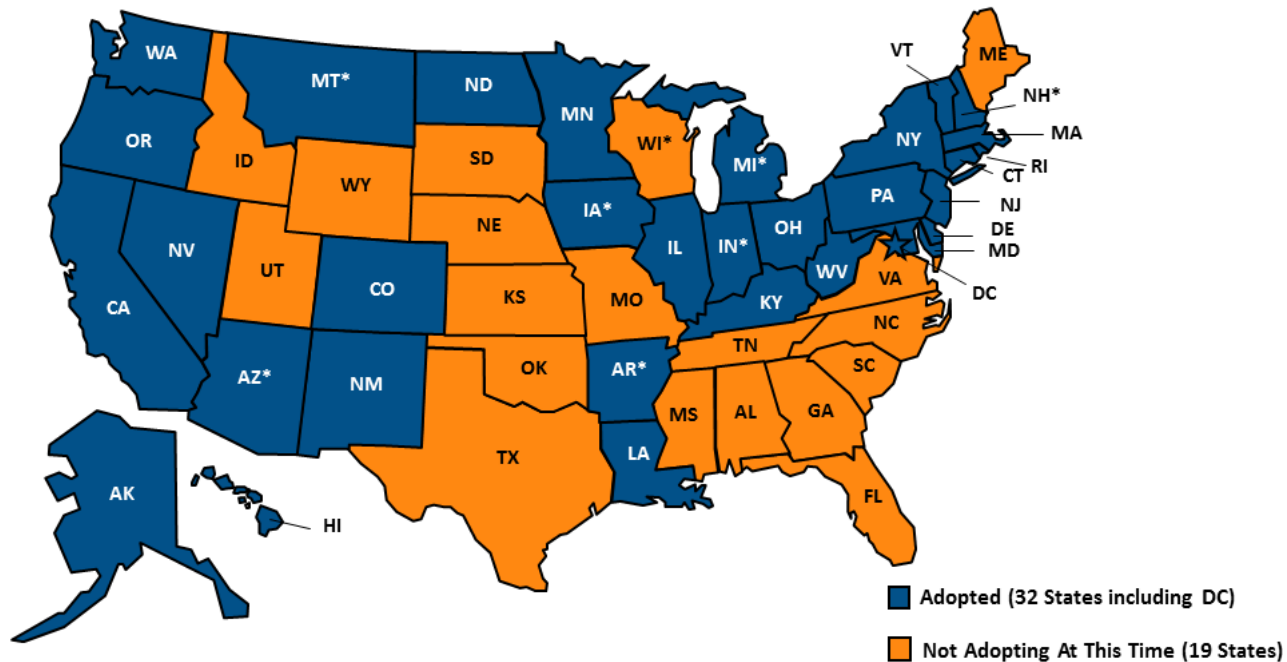 ME
VT
WA
MT*
ND
NH*
MN
MA
OR
NY
WI*
ID
SD
MI*
RI
CT
WY
PA
NJ
IA*
NE
OH
DE
NV
IL
IN*
MD
UT
WV
VA
CO
DC
KS
MO
KY
CA
NC
TN
SC
OK
AR*
AZ*
NM
GA
MS
AL
LA
TX
AK
FL
HI
Adopted (32 States including DC)
Not Adopting At This Time (19 States)